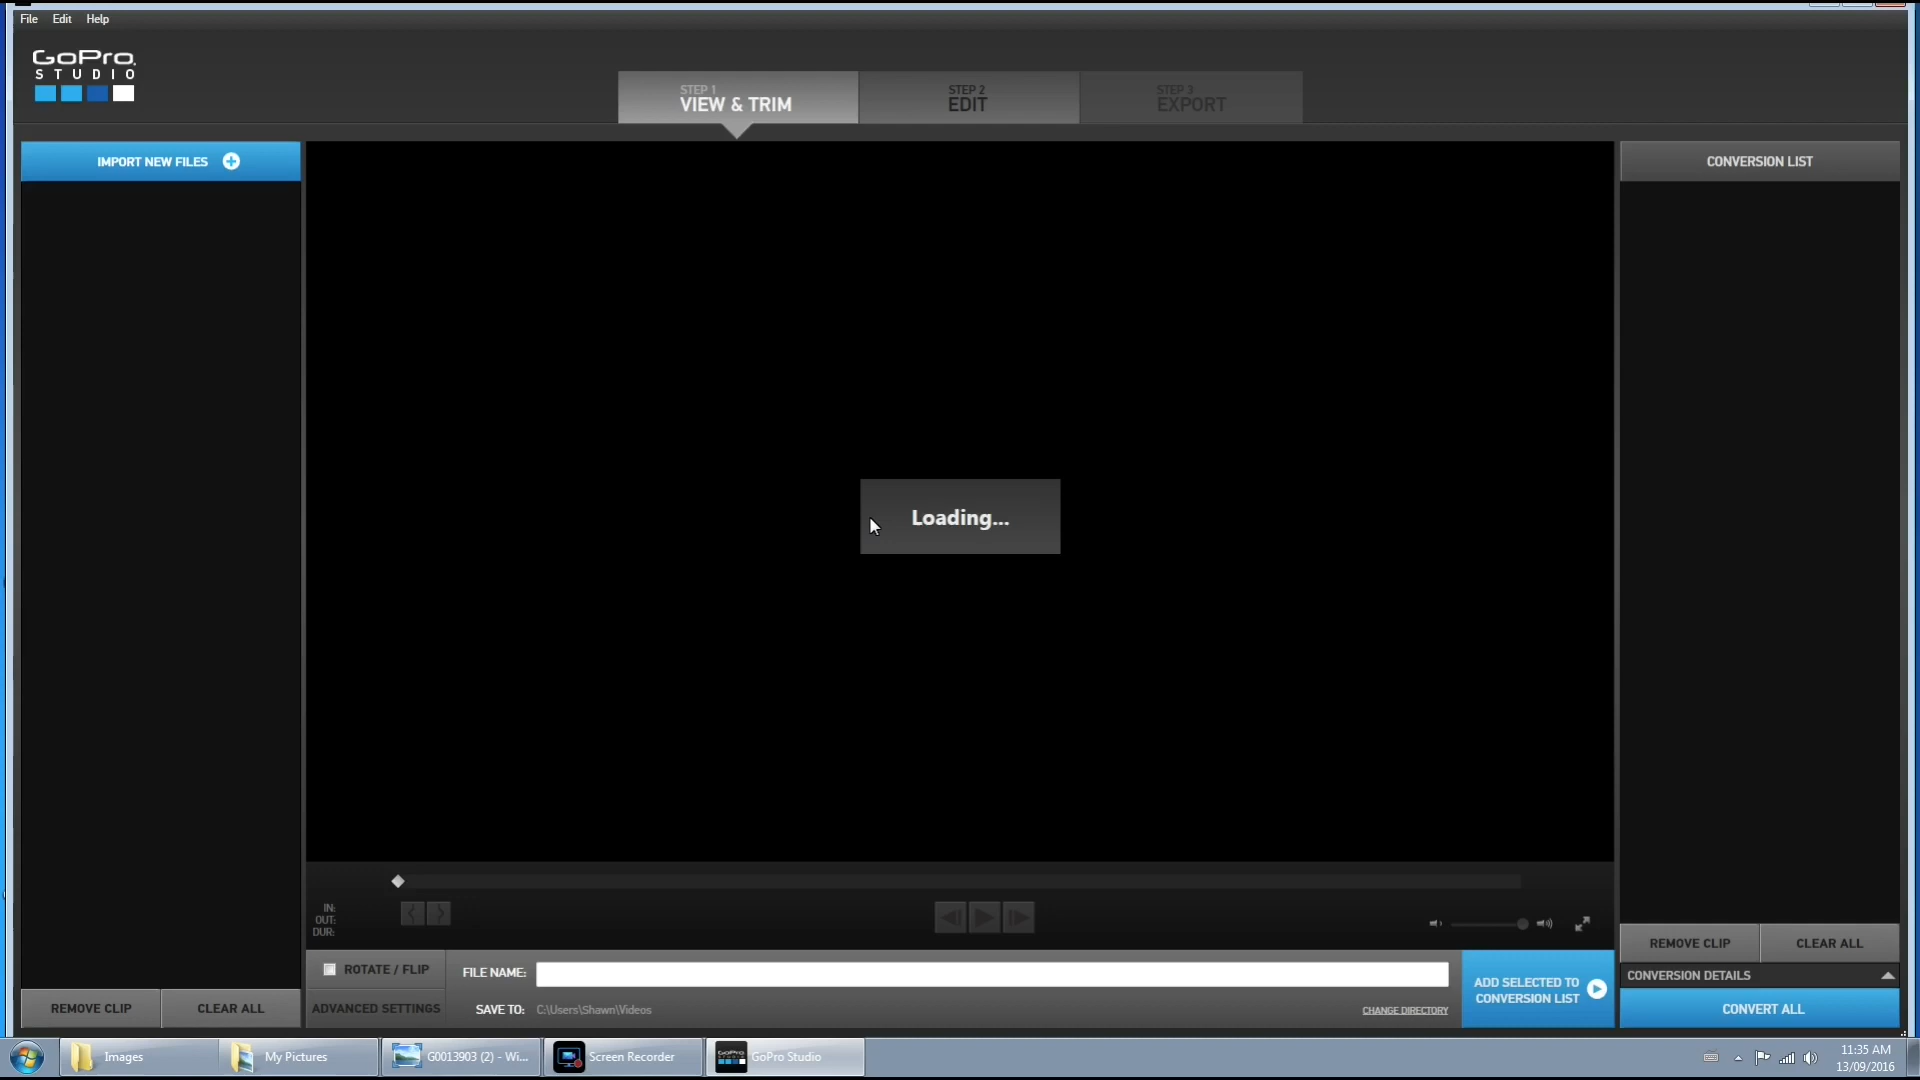 File Edit Help
GoPro
STUDIO
STEP 1
VIEW & TRIM
STEP 2
EDIT
STEP 3
EXPORT
IMPORT NEW FILES
CONVERSION LIST
Loading...
IN:
OUT:
DUR:
ROTATE / FLIP
ADVANCED SETTINGS
FILE NAME:
SAVE TO: C:\Users\Shawn\Videos
CHANGE DIRECTORY
ADD SELECTED TO
CONVERSION LIST
REMOVE CLIP CLEAR ALL
REMOVE CLIP CLEAR ALL
CONVERSION DETAILS
CONVERT ALL
Images
My Pictures
G0013903 (2) - Wi...
Screen Recorder
GoPro Studio
11:35 AM
13/09/2016